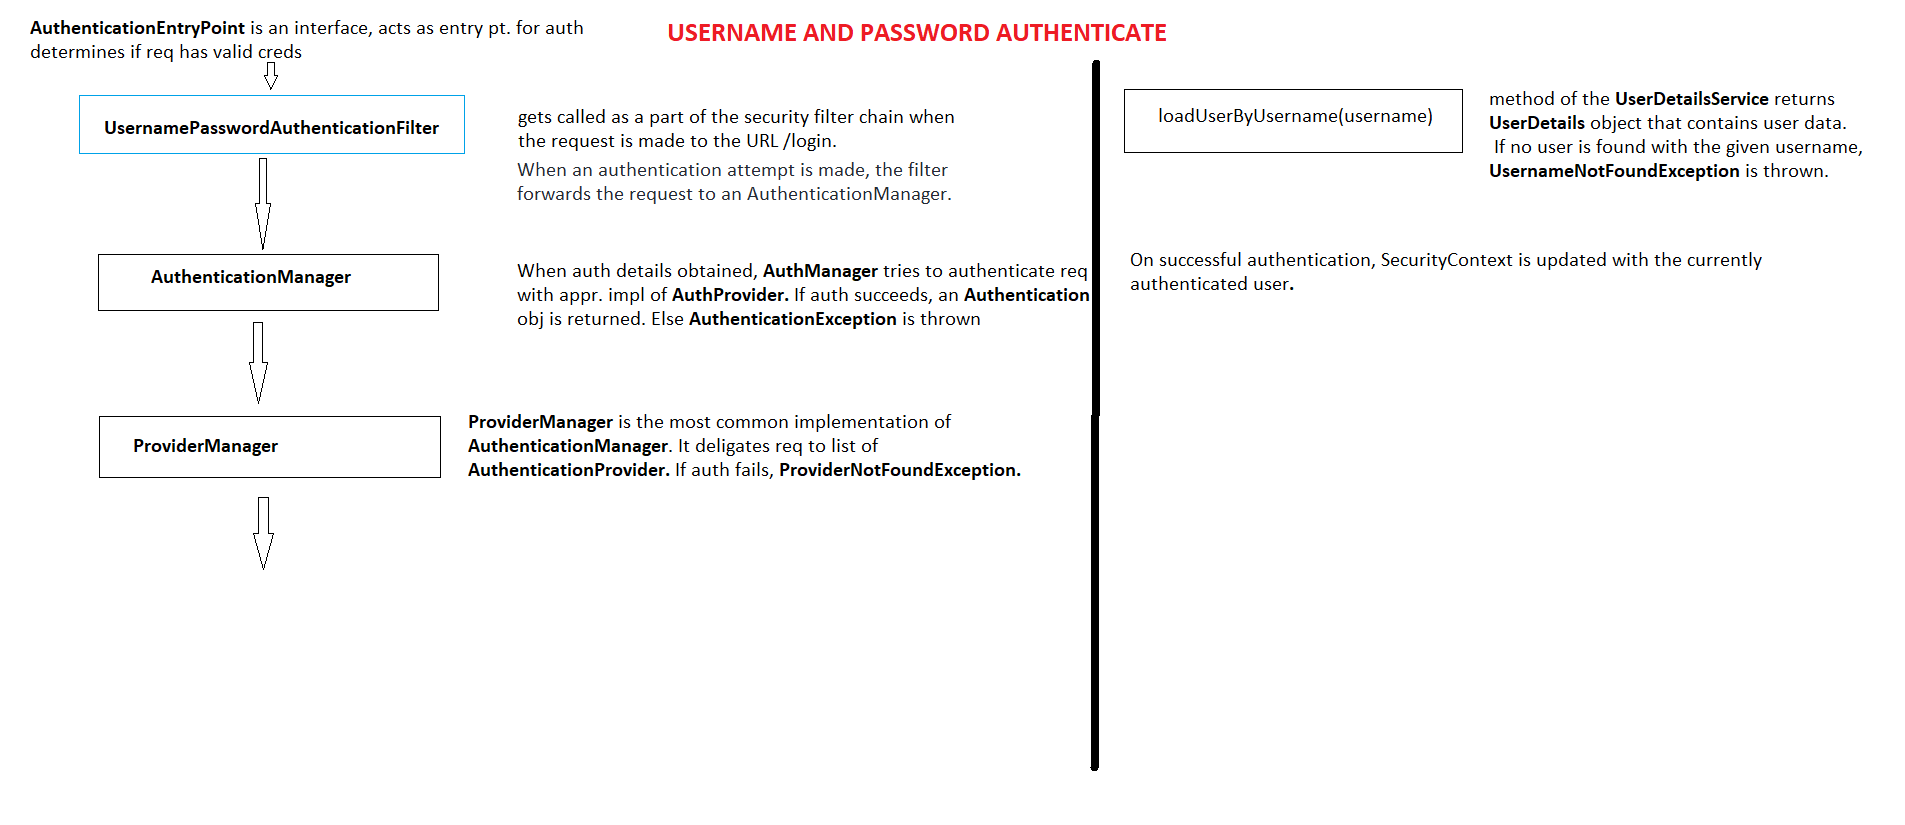 AuthenticationEntryPoint is an interface, acts as entry pt. for auth
determines if req has valid creds
USERNAME AND PASSWORD AUTHENTICATE
UsernamePasswordAuthenticationFilter
gets called as a part of the security filter chain when
the request is made to the URL /login.
When an authentication attempt is made, the filter
forwards the request to an AuthenticationManager.
AuthenticationManager
When auth details obtained, AuthManager tries to authenticate req
with appr. impl of AuthProvider. If auth succeeds, an Authentication
obj is returned. Else AuthenticationException is thrown
ProviderManager
ProviderManager is the most common implementation of
AuthenticationManager. It deligates req to list of
AuthenticationProvider. If auth fails, ProviderNotFoundException.
loadUserByUsername(username)
method of the UserDetailsService returns
UserDetails object that contains user data.
If no user is found with the given username,
UsernameNotFoundException is thrown.
On successful authentication, SecurityContext is updated with the currently
authenticated user.